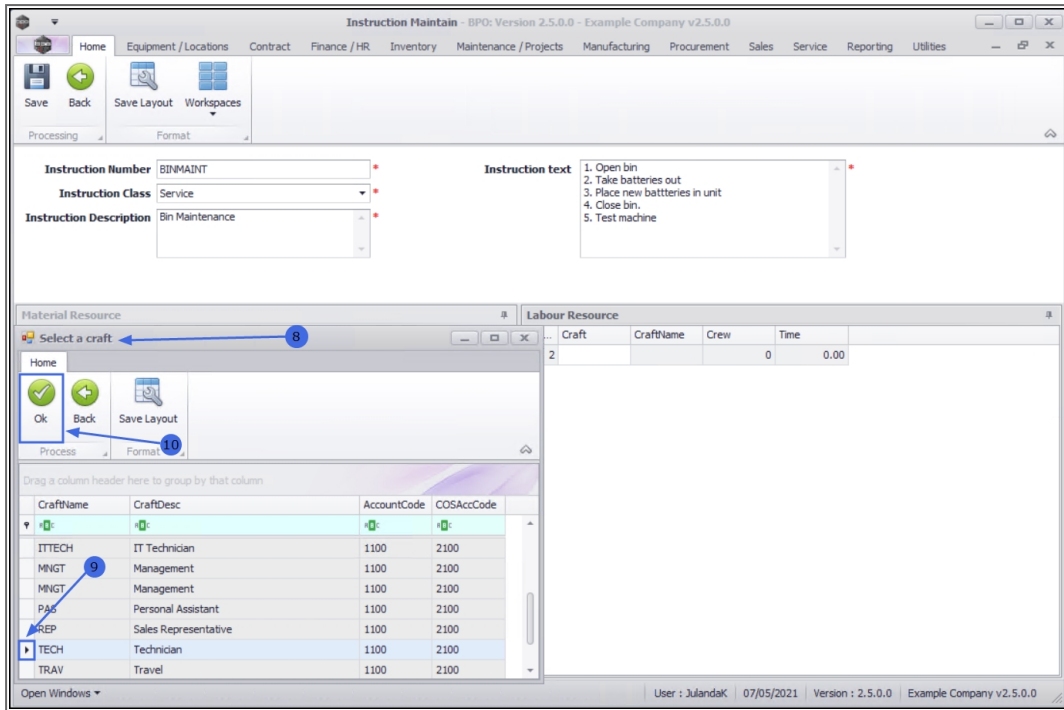 Instruction Maintain - BPO: Version 2.5.0.0 - Example Company v2.5.0.0
Home Equipment / Locations Contract Finance / HR Inventory Maintenance / Projects Manufacturing Procurement Sales Service Reporting Utilities
Save Back Save Layout Workspaces
Processing Format
Instruction Number BINMAINT * Instruction text 1. Open bin *
2. Take batteries out
Instruction Class Service * 3. Place new battteries in unit
4. Close bin.
Instruction Description Bin Maintenance * 5. Test machine
Material Resource Labour Resource
Select a craft 8 ... Craft CraftName Crew Time
2 0 0.00
Home
Ok Back Save Layout
10
Process Format
Drag a column header here to group by that column
CraftName CraftDesc AccountCode COSAccCode
ITTECH IT Technician 1100 2100
MNGT 9 Management 1100 2100
MNGT Management 1100 2100
PAS Personal Assistant 1100 2100
REP Sales Representative 1100 2100
TECH Technician 1100 2100
TRAV Travel 1100 2100
Open Windows User : JulandaK 07/05/2021 Version : 2.5.0.0 Example Company v2.5.0.0